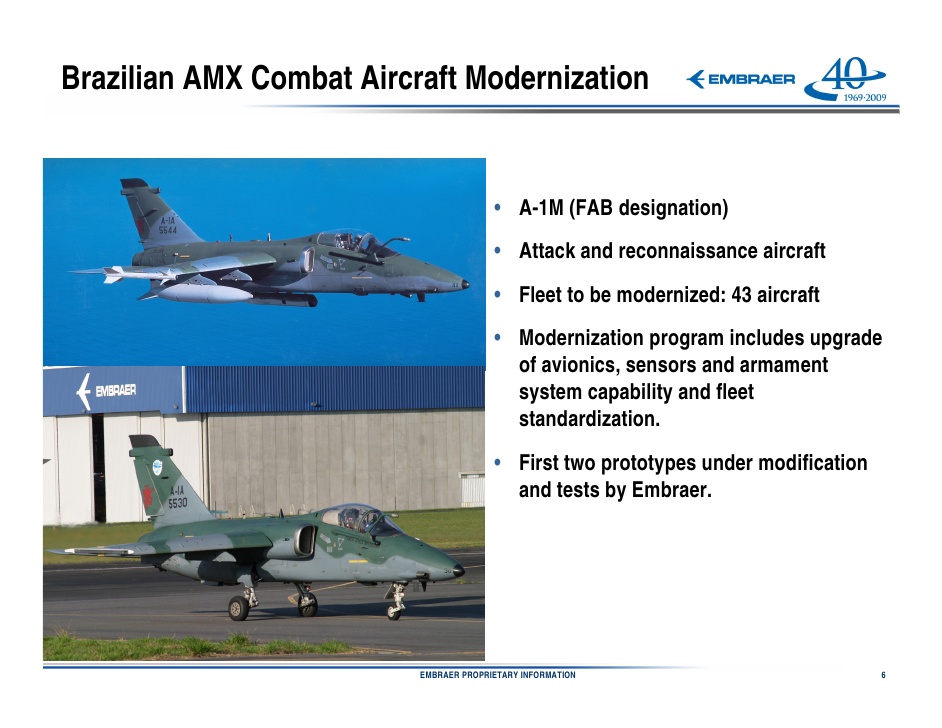 Brazilian AMX Combat Aircraft Modernization
EMBRAER
40
1969·2009
A-1A
5544
EMBRAER
A-1A
5530
• A-1M (FAB designation)
• Attack and reconnaissance aircraft
• Fleet to be modernized: 43 aircraft
• Modernization program includes upgrade
of avionics, sensors and armament
system capability and fleet
standardization.
• First two prototypes under modification
and tests by Embraer.
EMBRAER PROPRIETARY INFORMATION
6